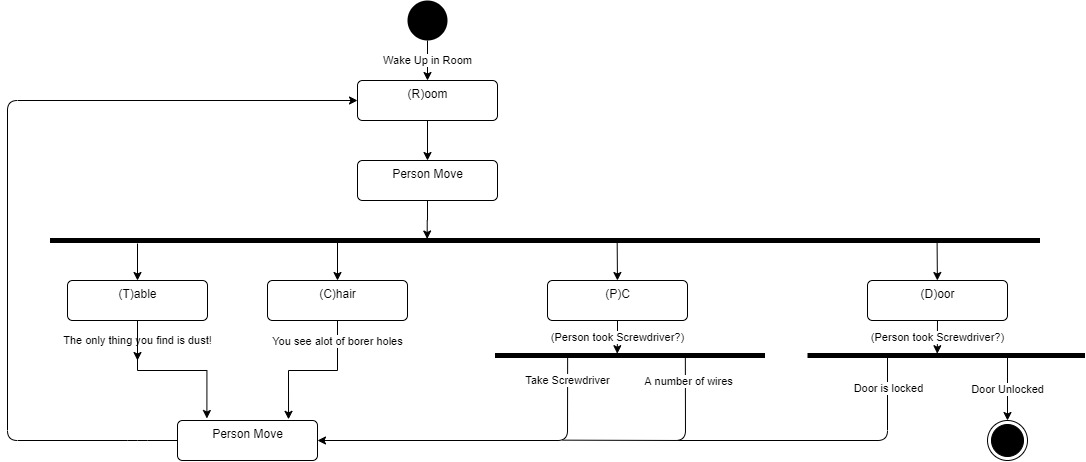 Wake Up in Room
(R)oom
Person Move
(T)able
(C)hair
(P)C
(D)oor
The only thing you find is dust!
You see alot of borer holes
(Person took Screwdriver?)
(Person took Screwdriver?)
Take Screwdriver
A number of wires
Door is locked
Door Unlocked
Person Move